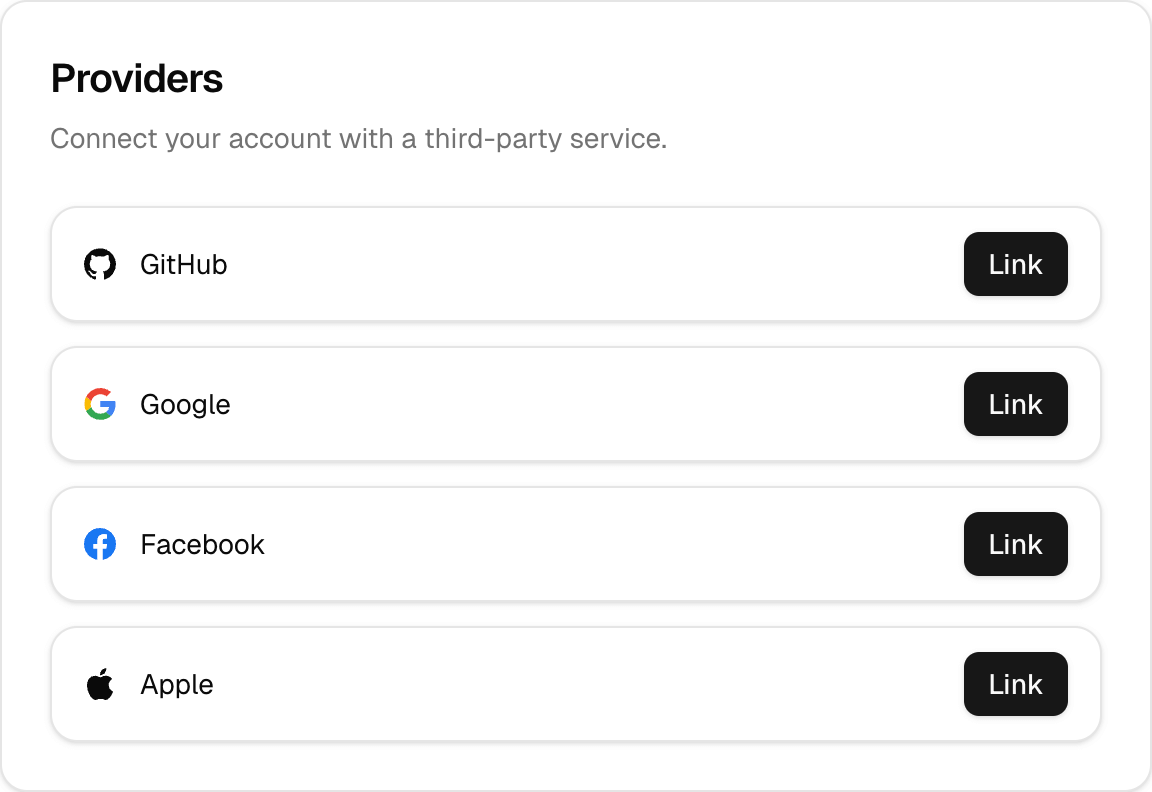 Providers
Connect your account with a third-party service.
GitHub
Link
Google
Link
Facebook
Link
Apple
Link